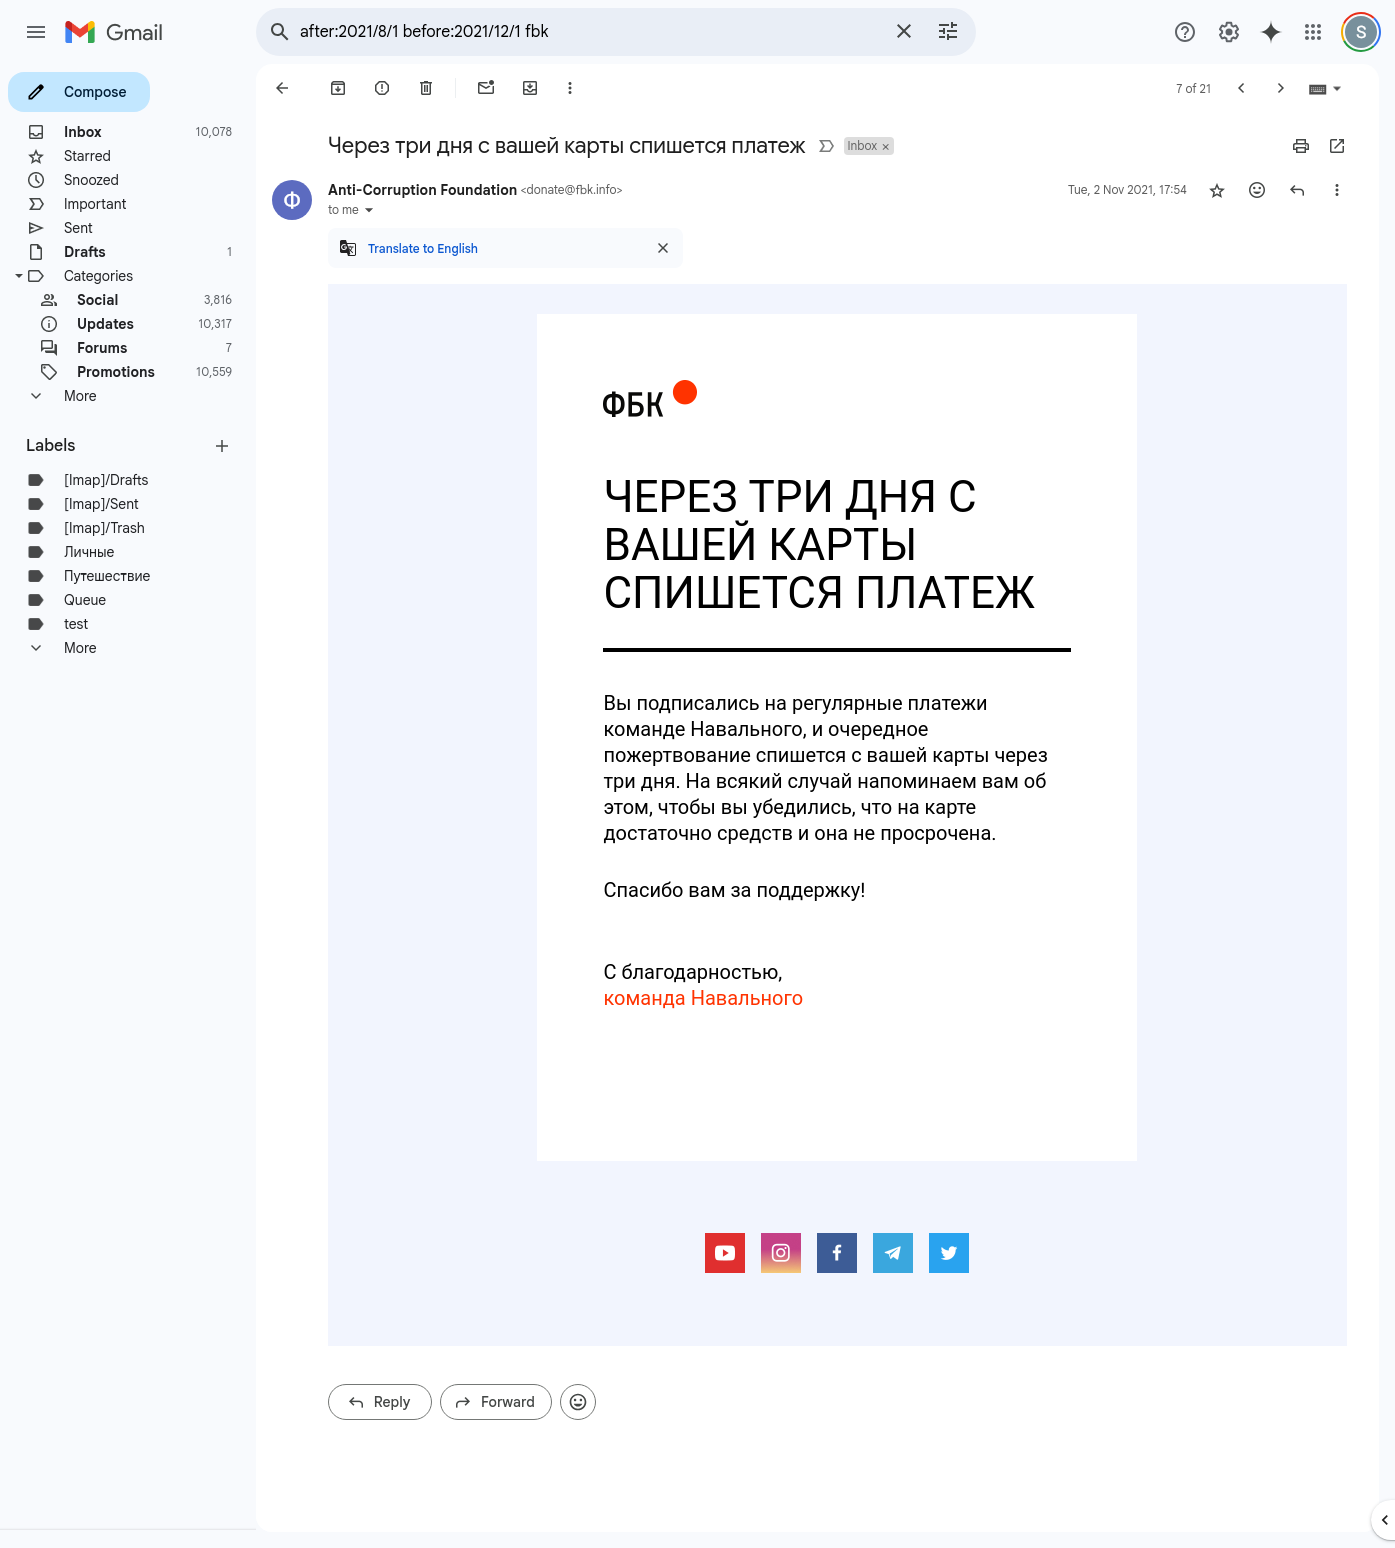 Gmail
after:2021/8/1 before:2021/12/1 fbk
S
Compose
Inbox 10,078
Starred
Snoozed
Important
Sent
Drafts 1
Categories
Social 3,816
Updates 10,317
Forums 7
Promotions 10,559
More
Labels
[Imap]/Drafts
[Imap]/Sent
[Imap]/Trash
Личные
Путешествие
Queue
test
More
7 of 21
Через три дня с вашей карты спишется платеж
Inbox ×
Ф
Anti-Corruption Foundation <donate@fbk.info>
Tue, 2 Nov 2021, 17:54
to me
Translate to English
ФБК
ЧЕРЕЗ ТРИ ДНЯ С
ВАШЕЙ КАРТЫ
СПИШЕТСЯ ПЛАТЕЖ
Вы подписались на регулярные платежи
команде Навального, и очередное
пожертвование спишется с вашей карты через
три дня. На всякий случай напоминаем вам об
этом, чтобы вы убедились, что на карте
достаточно средств и она не просрочена.
Спасибо вам за поддержку!
С благодарностью,
команда Навального
Reply
Forward